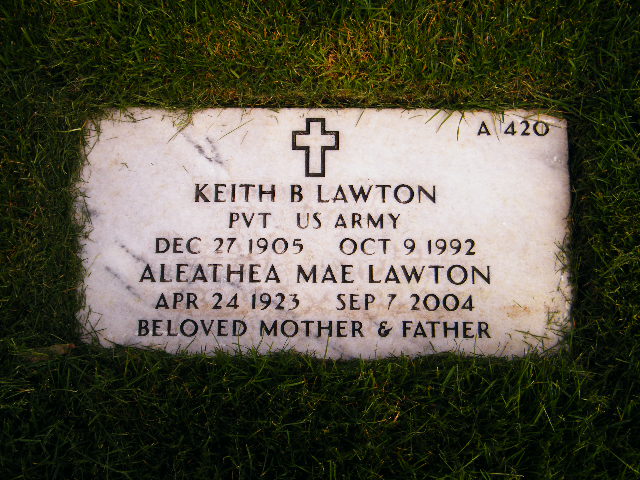 A 420
KEITH B LAWTON
PVT US ARMY
DEC 27 1905 OCT 9 1992
ALEATHEA MAE LAWTON
APR 24 1923 SEP 7 2004
BELOVED MOTHER & FATHER